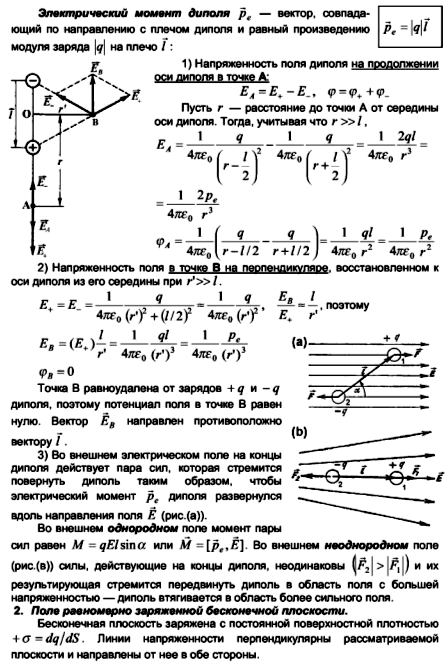 Электрический момент диполя $\vec{p}_e$ — вектор, совпада-
ющий по направлению с плечом диполя и равный произведению
модуля заряда $|q|$ на плечо $\vec{l}$ :
$\vec{p}_e = |q|\vec{l}$
1) Напряженность поля диполя на продолжении
оси диполя в точке А:
$E_A = E_+ - E_-, \quad \varphi = \varphi_+ + \varphi_-$
Пусть r — расстояние до точки А от середины
оси диполя. Тогда, учитывая что $r >> l$ ,
$E_A = \frac{1}{4\pi\varepsilon_0} \frac{q}{\left(r - \frac{l}{2}\right)^2} - \frac{1}{4\pi\varepsilon_0} \frac{q}{\left(r + \frac{l}{2}\right)^2} = \frac{1}{4\pi\varepsilon_0} \frac{2ql}{r^3} =$
$= \frac{1}{4\pi\varepsilon_0} \frac{2p_e}{r^3}$
$\varphi_A = \frac{1}{4\pi\varepsilon_0} \left( \frac{q}{r - l/2} - \frac{q}{r + l/2} \right) = \frac{1}{4\pi\varepsilon_0} \frac{ql}{r^2} = \frac{1}{4\pi\varepsilon_0} \frac{p_e}{r^2}$
$\vec{l}$ O r' B r A $\vec{E}_-$ $\vec{E}_B$ $\vec{E}_+$
$\vec{E}_-$ $\vec{E}_A$ $\vec{E}_+$
2) Напряженность поля в точке В на перпендикуляре, восстановленном к
оси диполя из его середины при $r' >> l$ .
$E_+ = E_- = \frac{1}{4\pi\varepsilon_0} \frac{q}{(r')^2 + (l/2)^2} \approx \frac{1}{4\pi\varepsilon_0} \frac{q}{(r')^2}, \quad \frac{E_B}{E_+} \approx \frac{l}{r'}$, поэтому
$E_B = (E_+) \frac{l}{r'} = \frac{1}{4\pi\varepsilon_0} \frac{ql}{(r')^3} = \frac{1}{4\pi\varepsilon_0} \frac{p_e}{(r')^3}$
$\varphi_B = 0$
(а) + q 1 $\vec{l}$ $\vec{F}$ $\vec{E}$ α 2 $\vec{F}$ −q
Точка В равноудалена от зарядов + q и − q
диполя, поэтому потенциал поля в точке В равен
нулю. Вектор $\vec{E}_B$ направлен противоположно
вектору $\vec{l}$ .
(b) $\vec{F}_2$ −q 2 $\vec{l}$ +q 1 $\vec{F}_1$ $\vec{E}$
3) Во внешнем электрическом поле на концы
диполя действует пара сил, которая стремится
повернуть диполь таким образом, чтобы
электрический момент $\vec{p}_e$ диполя развернулся
вдоль направления поля $\vec{E}$ (рис.(а)).
Во внешнем однородном поле момент пары
сил равен $M = qEl \sin \alpha$ или $\vec{M} = [\vec{p}_e, \vec{E}]$. Во внешнем неоднородном поле
(рис.(в)) силы, действующие на концы диполя, неодинаковы $\left( |\vec{F}_2| > |\vec{F}_1| \right)$ и их
результирующая стремится передвинуть диполь в область поля с большей
напряженностью — диполь втягивается в область более сильного поля.
2. Поле равномерно заряженной бесконечной плоскости.
Бесконечная плоскость заряжена с постоянной поверхностной плотностью
$+\sigma = dq/dS$. Линии напряженности перпендикулярны рассматриваемой
плоскости и направлены от нее в обе стороны.